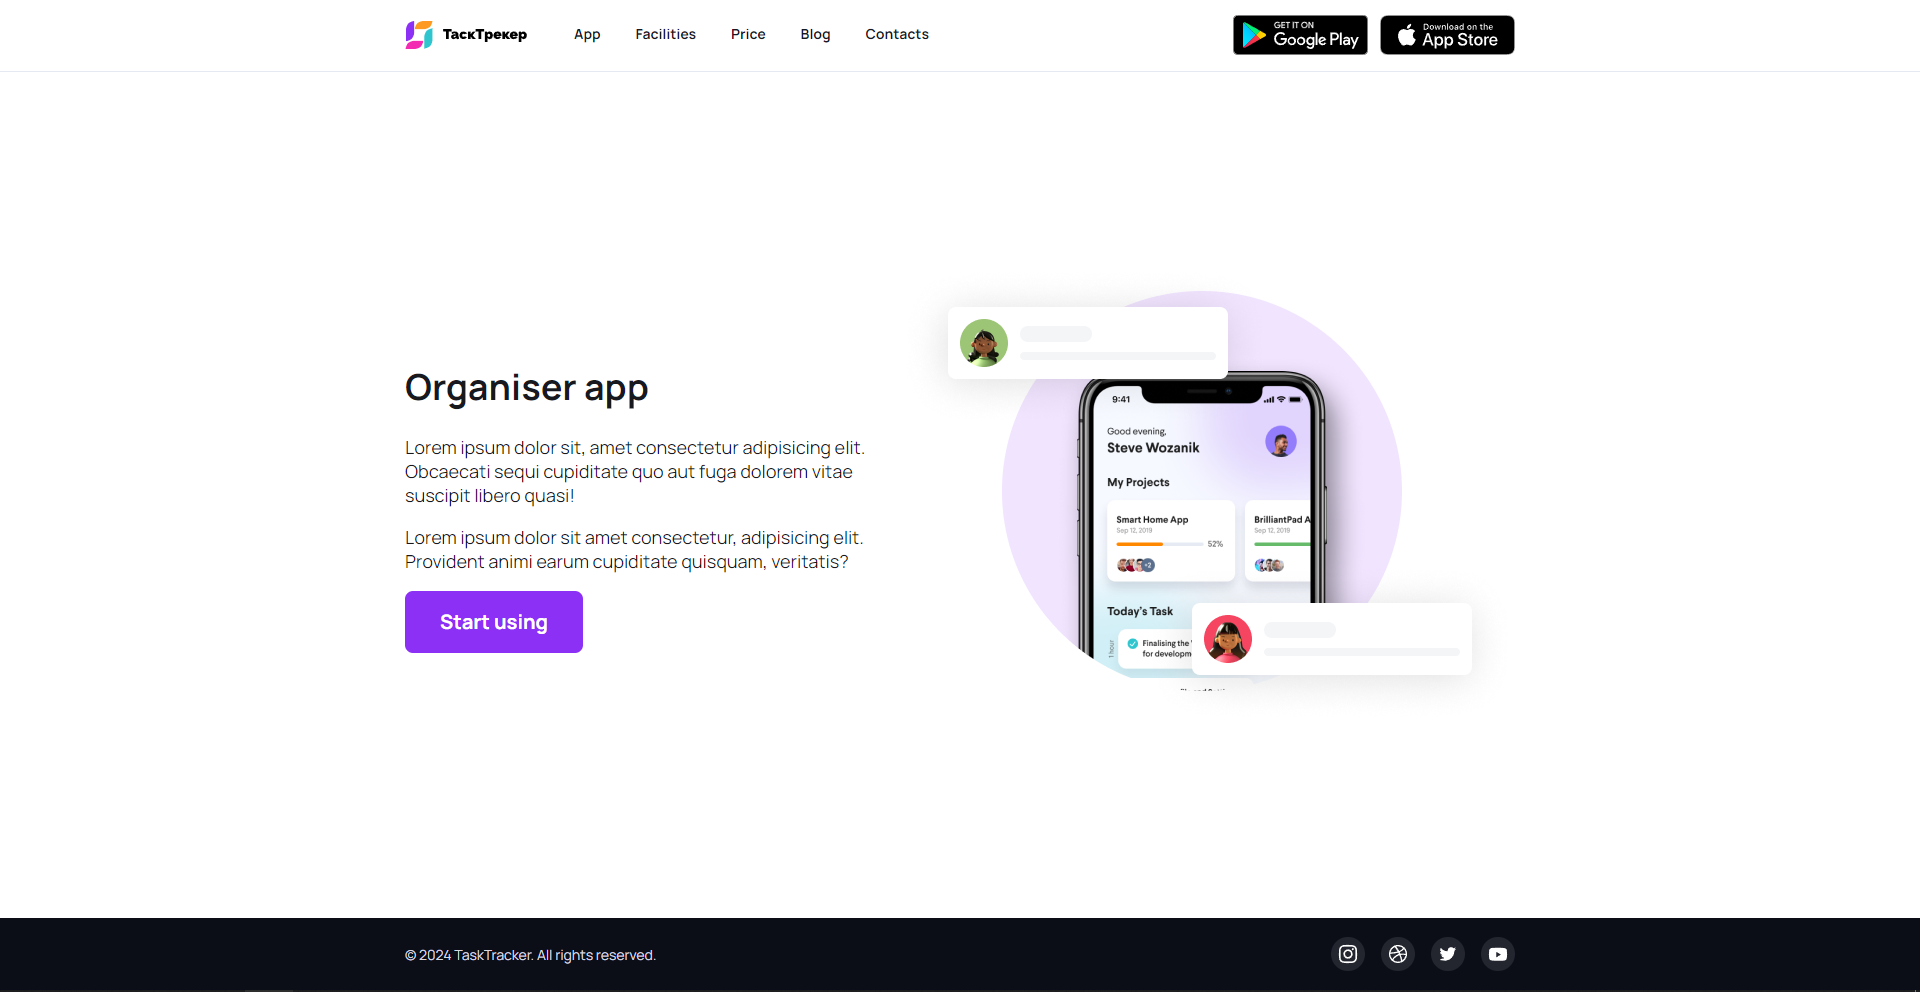 ТаскТрекер
App
Facilities
Price
Blog
Contacts
GET IT ON
Google Play
Download on the
App Store
Organiser app
Lorem ipsum dolor sit, amet consectetur adipisicing elit.
Obcaecati sequi cupiditate quo aut fuga dolorem vitae
suscipit libero quasi!
Lorem ipsum dolor sit amet consectetur, adipisicing elit.
Provident animi earum cupiditate quisquam, veritatis?
Start using
9:41
Good evening,
Steve Wozanik
My Projects
Smart Home App
Sep 12, 2019
52%
+2
BrilliantPad A
Sep 12, 2019
Today's Task
1 hour
Finalising the
for developm
© 2024 TaskTracker. All rights reserved.